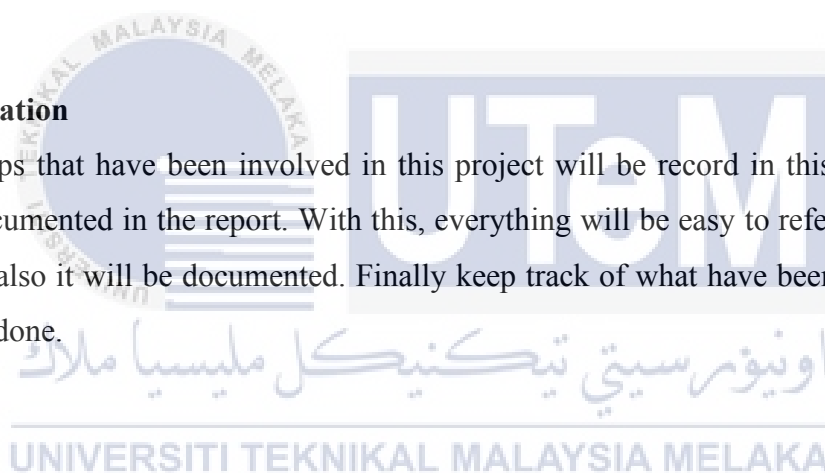 ation
ps that have been involved in this project will be record in this
cumented in the report. With this, everything will be easy to refe
also it will be documented. Finally keep track of what have been
done.
UTeM
اونيۏرسيتي تيكنيكل مليسيا ملاك
UNIVERSITI TEKNIKAL MALAYSIA MELAKA